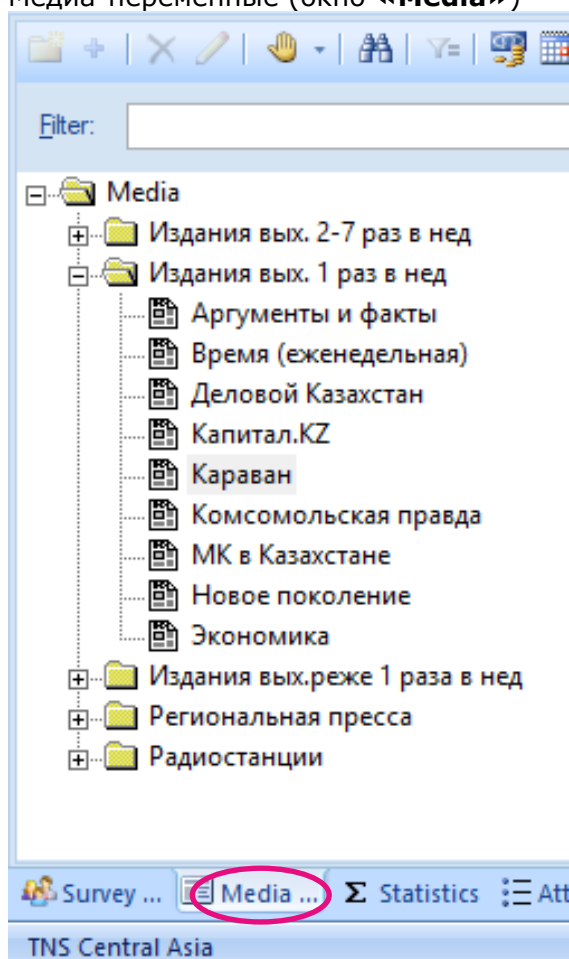 Медиа-переменные (окно «Media»)
Filter:
Media
Издания вых. 2-7 раз в нед
Издания вых. 1 раз в нед
Аргументы и факты
Время (еженедельная)
Деловой Казахстан
Капитал.KZ
Караван
Комсомольская правда
МК в Казахстане
Новое поколение
Экономика
Издания вых.реже 1 раза в нед
Региональная пресса
Радиостанции
Survey ... Media ... Σ Statistics Att
TNS Central Asia